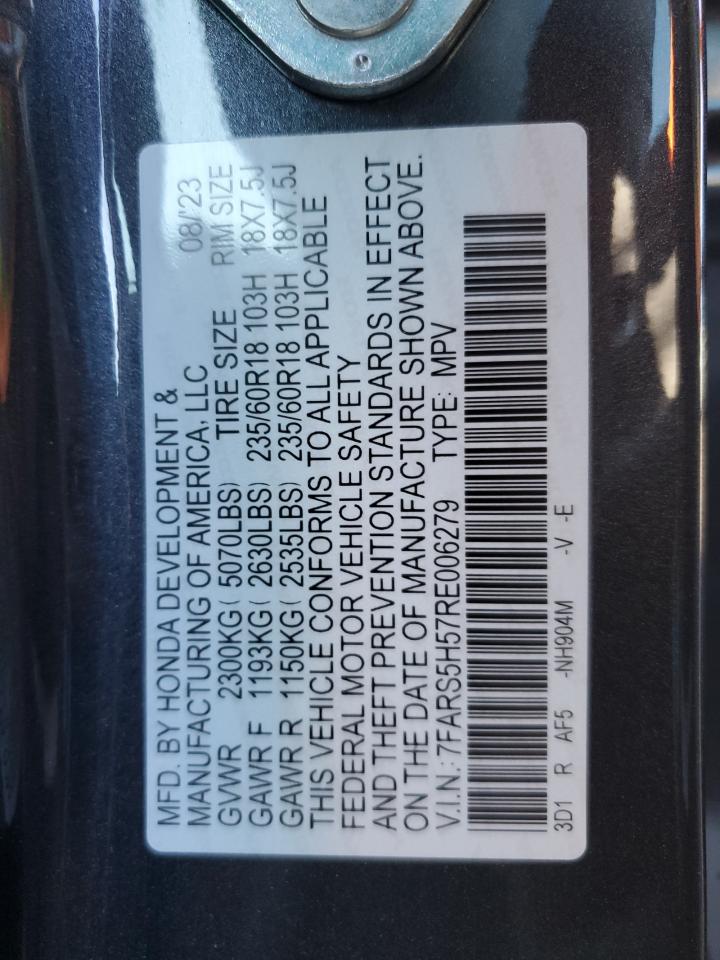 MFD. BY HONDA DEVELOPMENT &
MANUFACTURING OF AMERICA, LLC 08/'23
GVWR 2300KG( 5070LBS) TIRE SIZE RIM SIZE
GAWR F 1193KG( 2630LBS) 235/60R18 103H 18X7.5J
GAWR R 1150KG( 2535LBS) 235/60R18 103H 18X7.5J
THIS VEHICLE CONFORMS TO ALL APPLICABLE
FEDERAL MOTOR VEHICLE SAFETY
AND THEFT PREVENTION STANDARDS IN EFFECT
ON THE DATE OF MANUFACTURE SHOWN ABOVE.
V.I.N.: 7FARS5H57RE006279 TYPE: MPV
3D1 R AF5 -NH904M -V -E